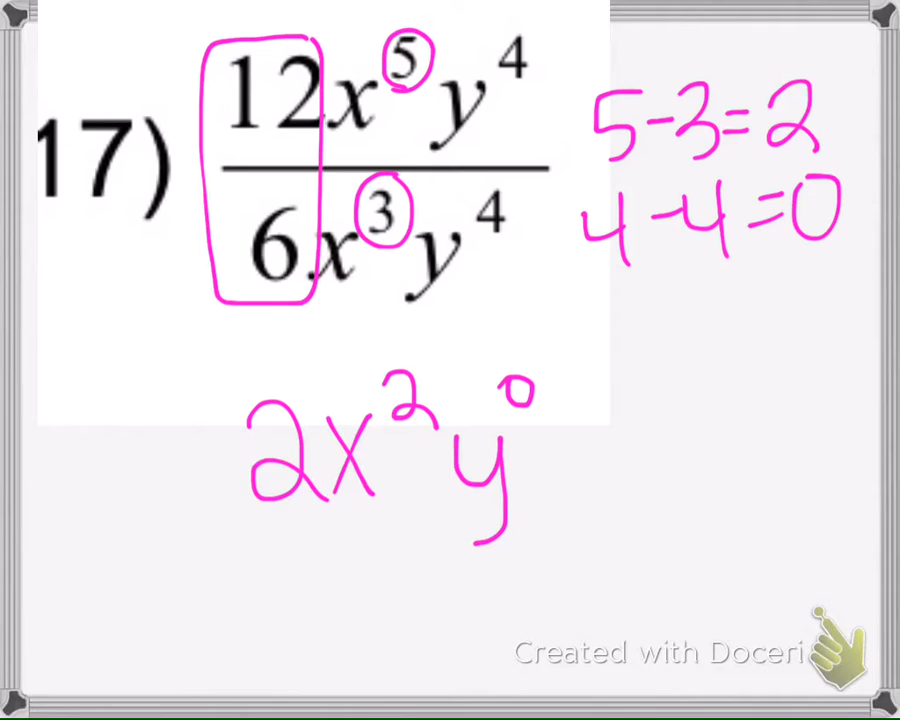 17) 12x⁵y⁴
6x³y⁴
5-3=2
4-4=0
2x²y⁰
Created with Doceri